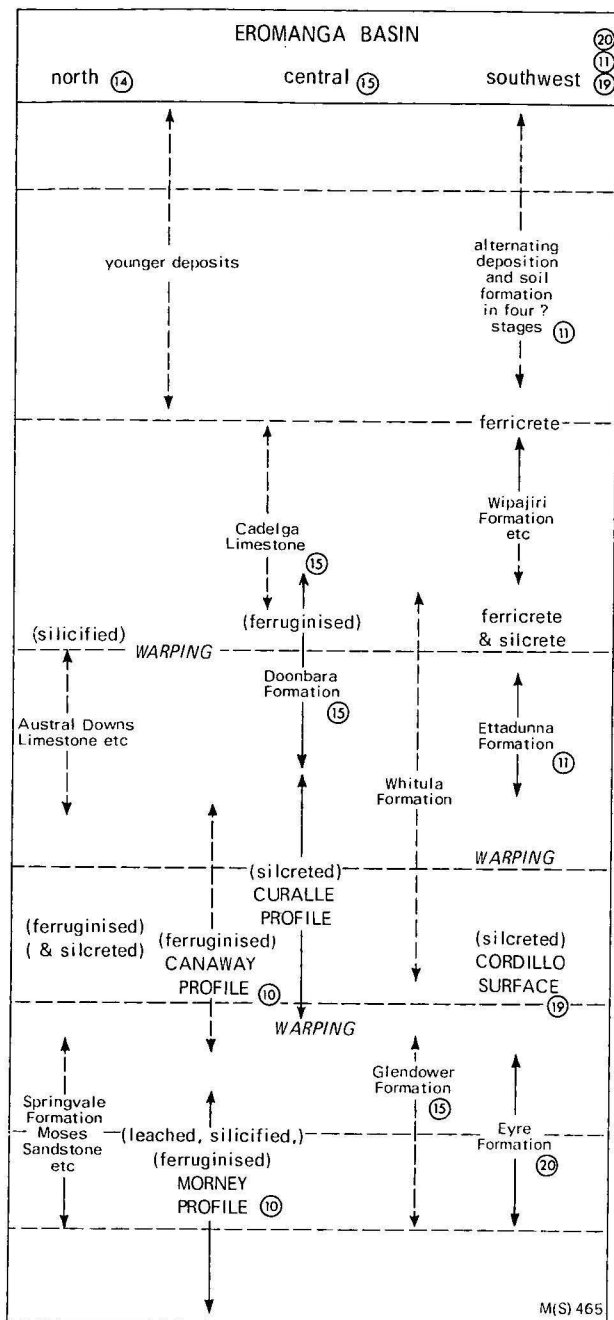 EROMANGA BASIN
20
11
north 14 central 15 southwest 19
younger deposits
alternating
deposition
and soil
formation
in four ?
stages 11
ferricrete
Cadelga
Limestone
15
Wipajiri
Formation
etc
(silicified)
WARPING
(ferruginised)
ferricrete
& silcrete
Doonbara
Formation
15
Austral Downs
Limestone etc
Ettadunna
Formation
11
Whitula
Formation
WARPING
(silcreted)
CURALLE
PROFILE
(ferruginised)
( & silcreted)
(ferruginised)
CANAWAY
PROFILE
10
(silcreted)
CORDILLO
SURFACE
19
WARPING
Springvale
Formation
Moses
Sandstone
etc
(leached, silicified,)
(ferruginised)
MORNEY
PROFILE 10
Glendower
Formation
15
Eyre
Formation
20
M(S) 465